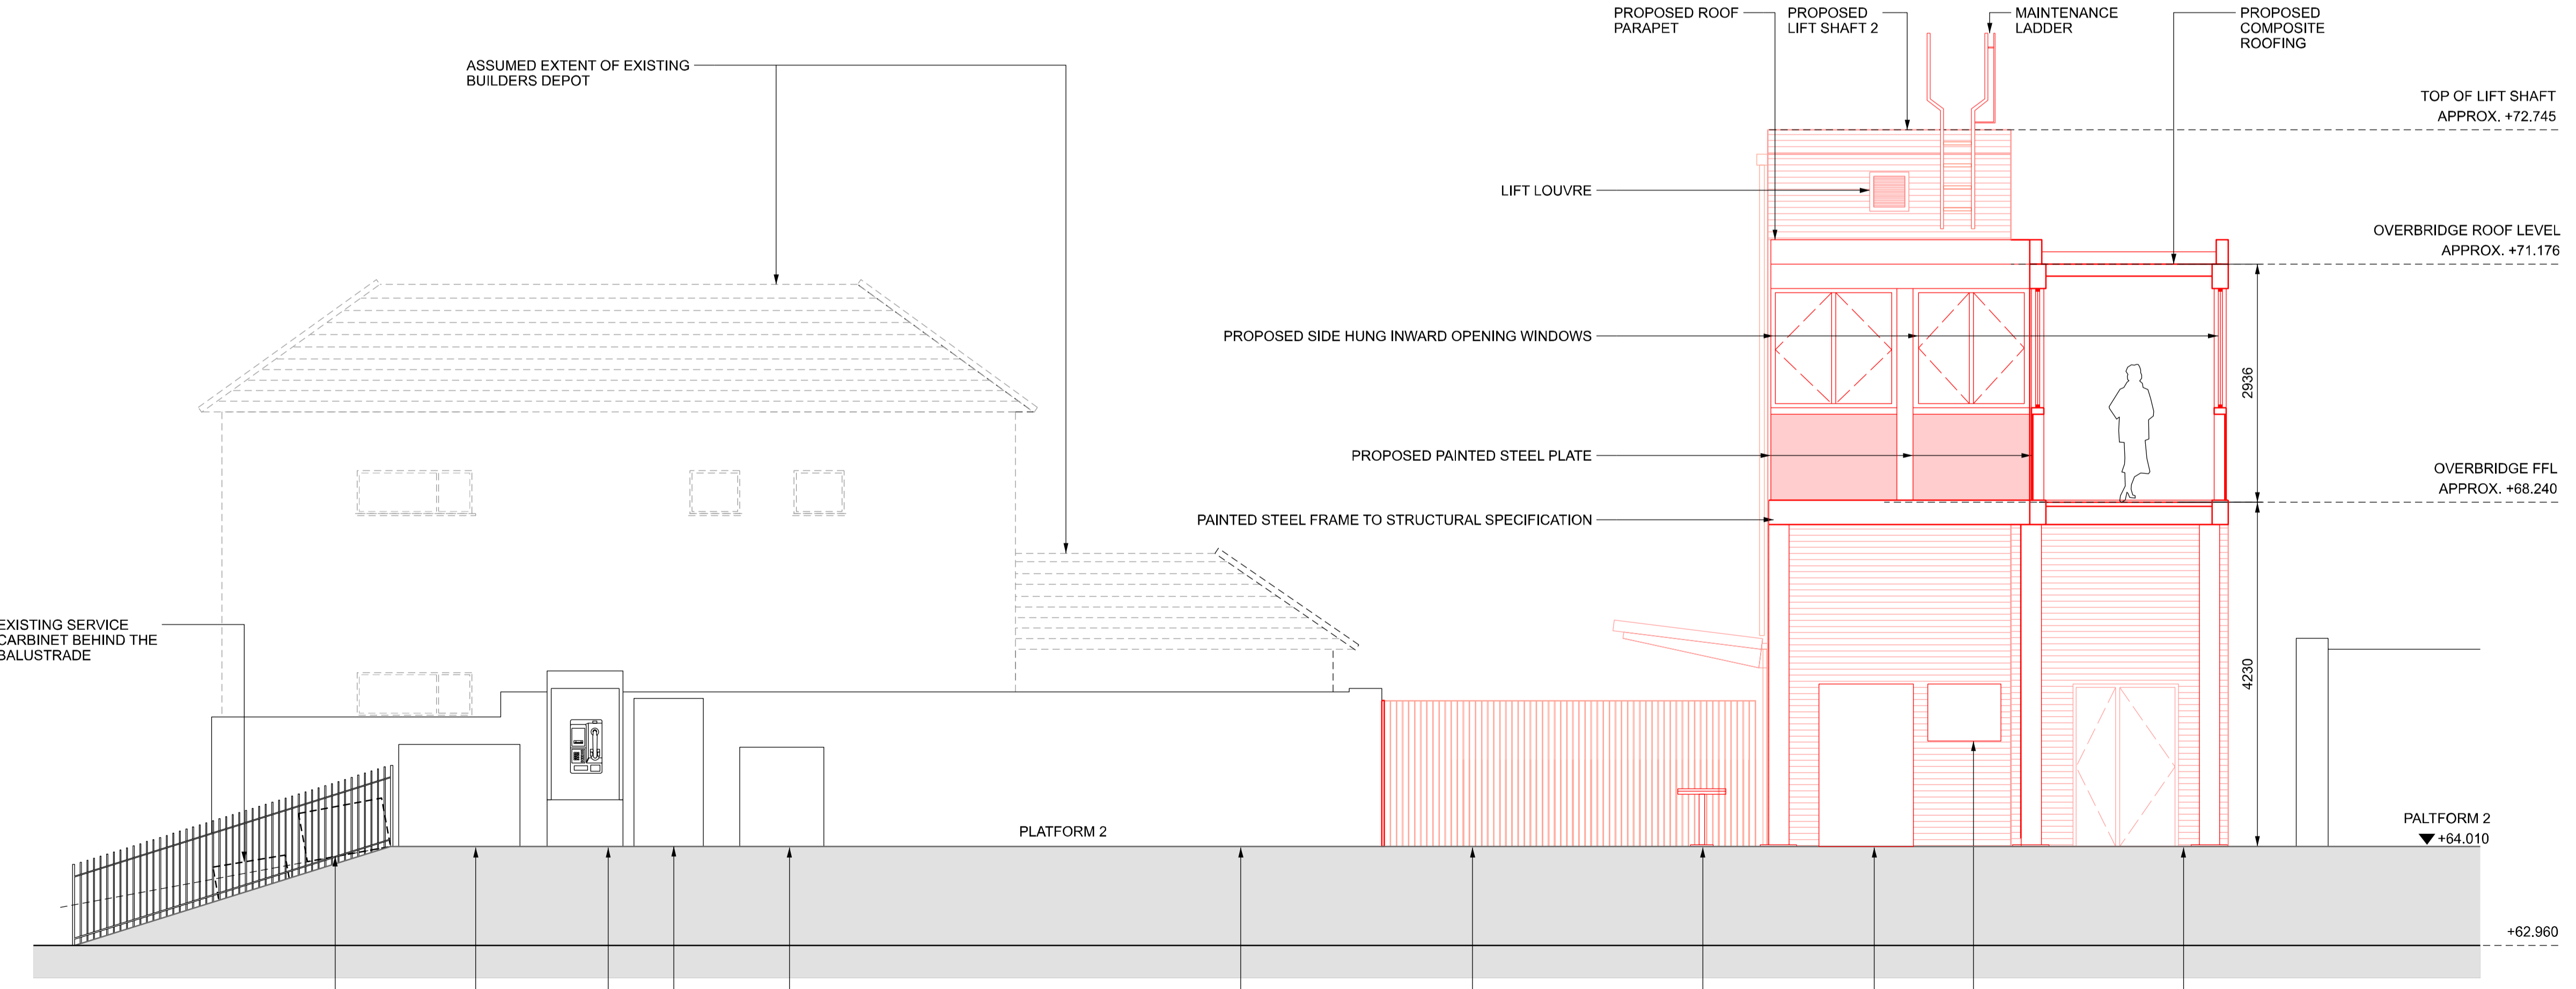 PROPOSED ROOF
PARAPET
PROPOSED
LIFT SHAFT 2
MAINTENANCE
LADDER
PROPOSED
COMPOSITE
ROOFING
ASSUMED EXTENT OF EXISTING
BUILDERS DEPOT
TOP OF LIFT SHAFT
APPROX. +72.745
LIFT LOUVRE
OVERBRIDGE ROOF LEVEL
APPROX. +71.176
PROPOSED SIDE HUNG INWARD OPENING WINDOWS
2936
PROPOSED PAINTED STEEL PLATE
OVERBRIDGE FFL
APPROX. +68.240
PAINTED STEEL FRAME TO STRUCTURAL SPECIFICATION
EXISTING SERVICE
CARBINET BEHIND THE
BALUSTRADE
4230
PLATFORM 2
PALTFORM 2
+64.010
+62.960